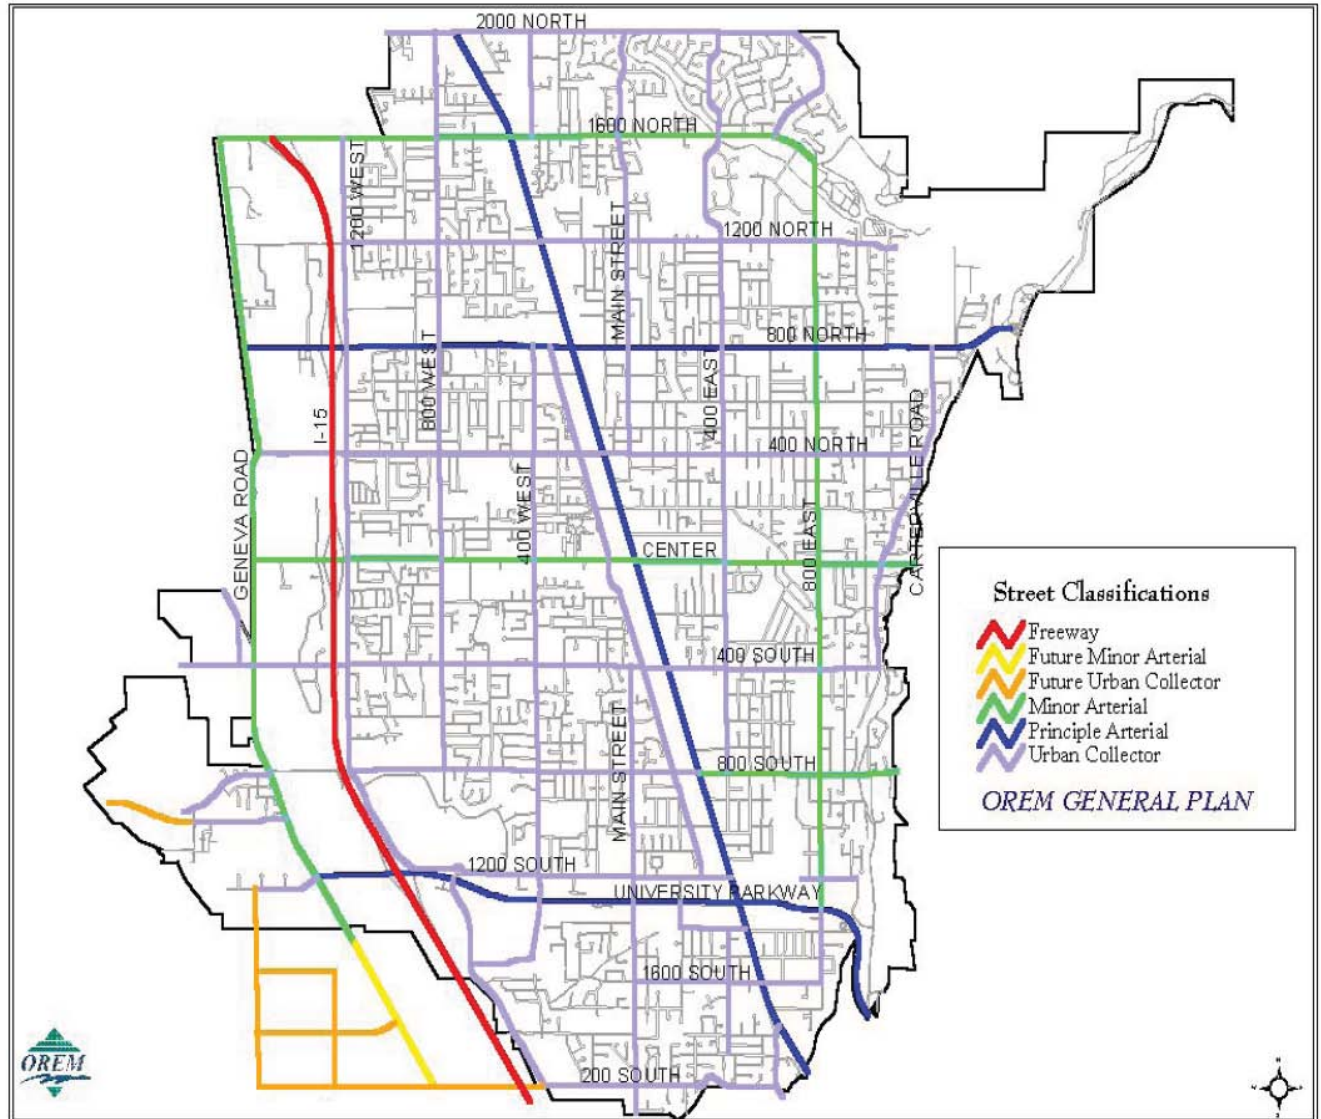 2000 NORTH
1600 NORTH
1200 WEST
MAIN STREET
1200 NORTH
800 NORTH
800 WEST
400 EAST
I-15
CARTERVILLE ROAD
400 NORTH
GENEVA ROAD
400 WEST
800 EAST
CENTER
400 SOUTH
MAIN STREET
800 SOUTH
1200 SOUTH
UNIVERSITY PARKWAY
1600 SOUTH
200 SOUTH
Street Classifications
Freeway
Future Minor Arterial
Future Urban Collector
Minor Arterial
Principle Arterial
Urban Collector
OREM GENERAL PLAN
OREM